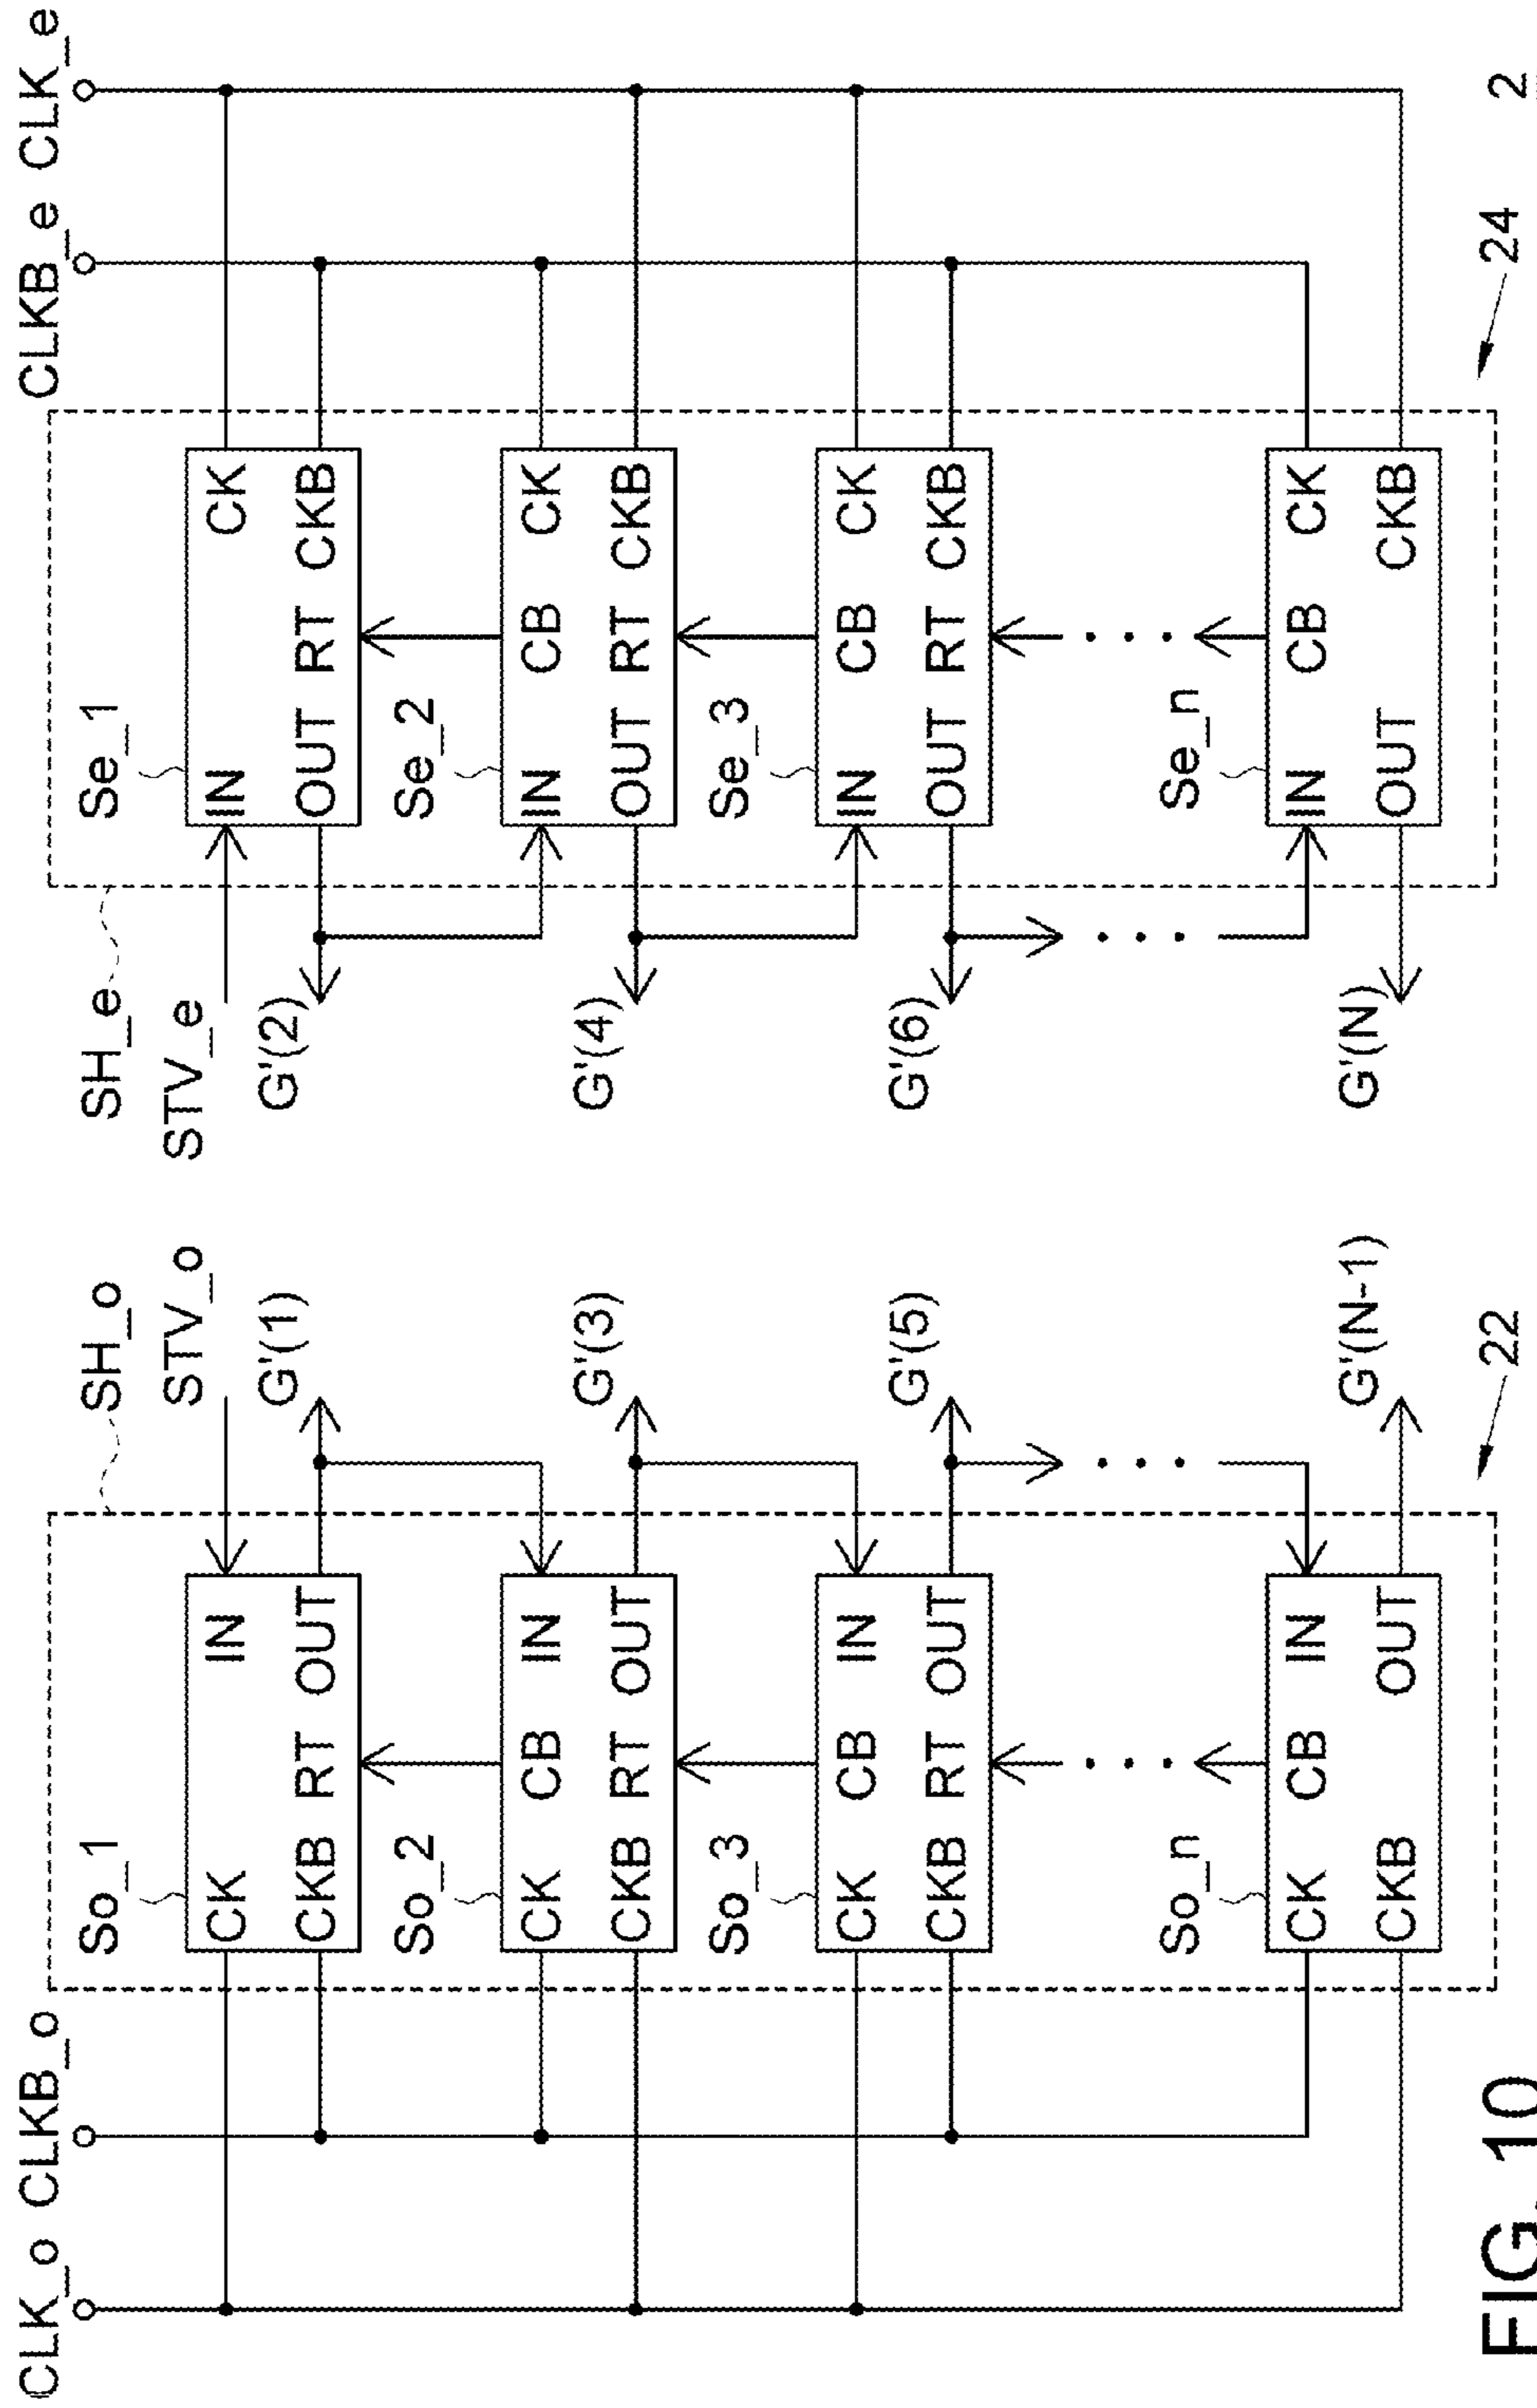 CLK_o CLKB_o CLKB_e CLK_e
So_1 SH_o SH_e Se_1
STV_o STV_e
CK IN IN CK
G'(1) G'(2)
CKB RT OUT OUT RT CKB
So_2 Se_2
CK CB IN IN CB CK
G'(3) G'(4)
CKB RT OUT OUT RT CKB
So_3 Se_3
CK CB IN IN CB CK
G'(5) G'(6)
CKB RT OUT OUT RT CKB
So_n Se_n
CK CB IN IN CB CK
G'(N-1) G'(N)
CKB OUT OUT CKB
22 24 2
FIG. 10